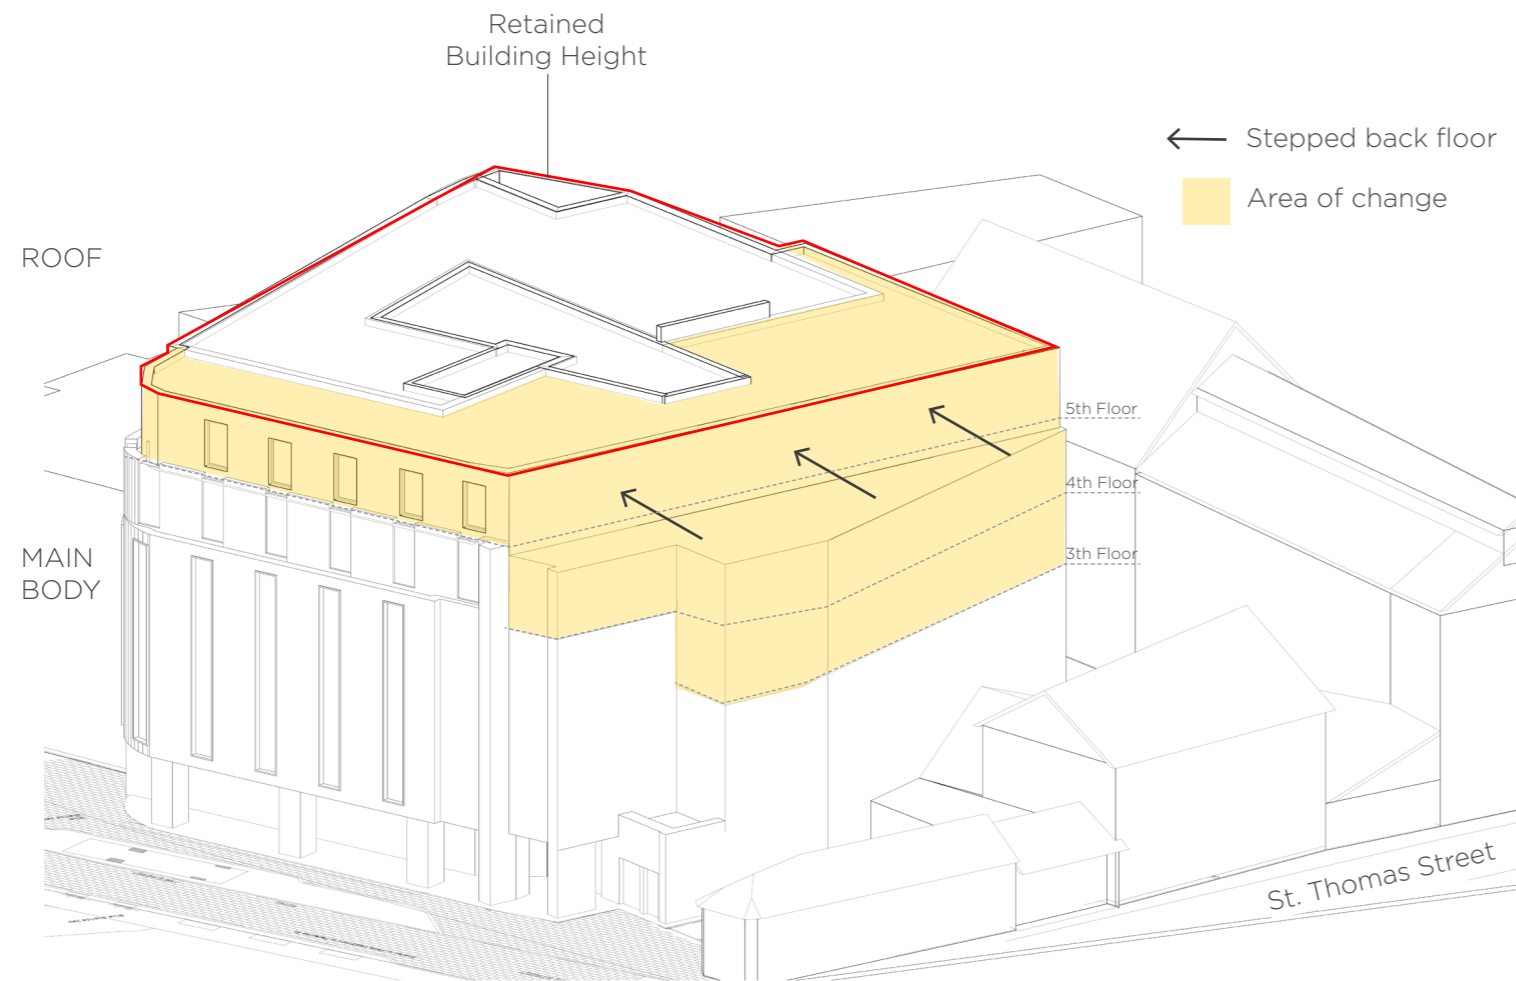 Retained
Building Height
Stepped back floor
Area of change
ROOF
5th Floor
4th Floor
3th Floor
MAIN
BODY
St. Thomas Street